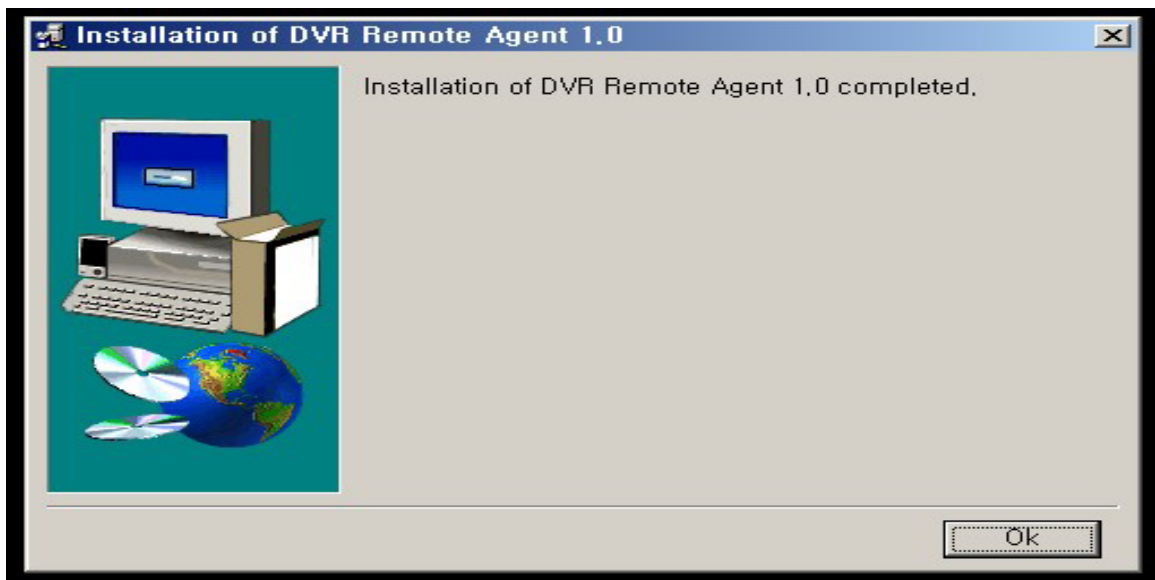 Installation of DVR Remote Agent 1.0
Installation of DVR Remote Agent 1.0 completed.
Ok